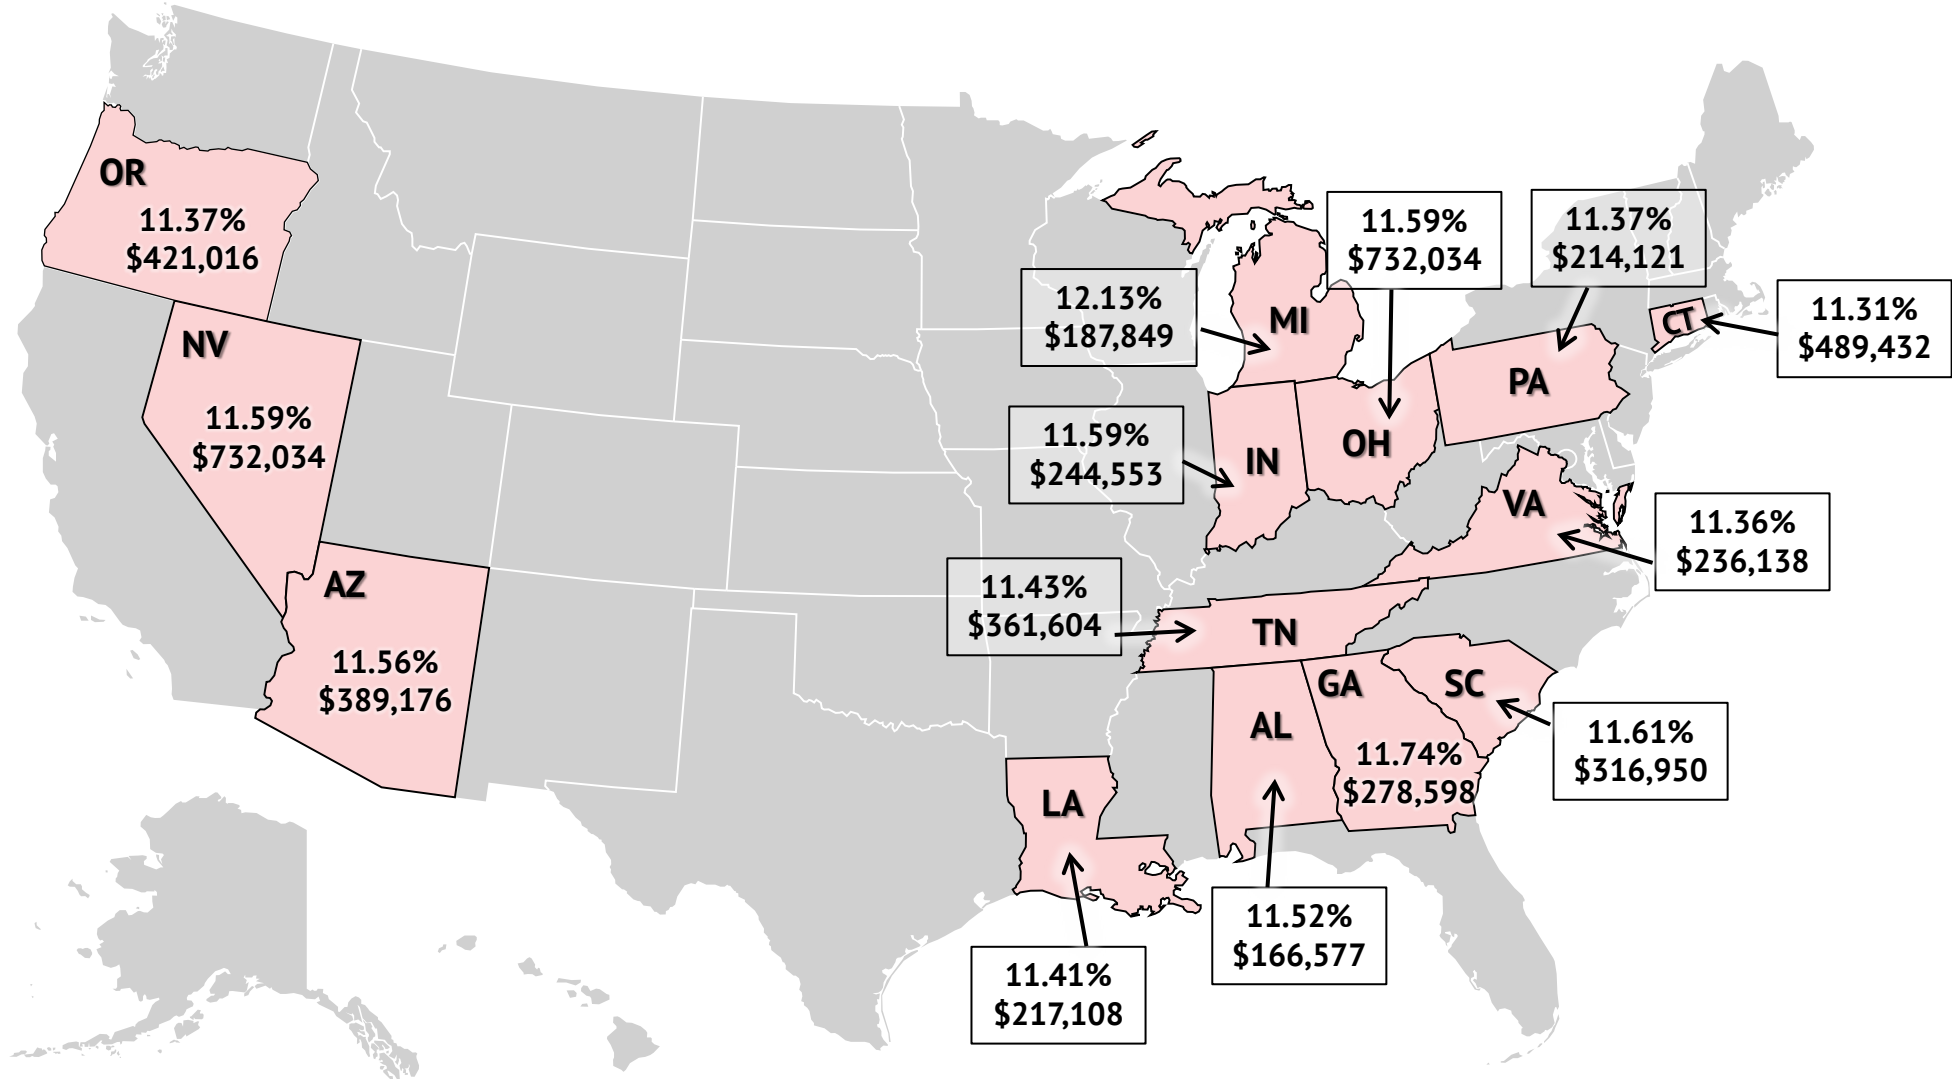 OR
11.37%
$421,016
NV
11.59%
$732,034
AZ
11.56%
$389,176
12.13%
$187,849
MI
11.59%
$732,034
OH
11.37%
$214,121
PA
11.31%
$489,432
CT
11.59%
$244,553
IN
VA
11.36%
$236,138
11.43%
$361,604
TN
GA
11.74%
$278,598
SC
11.61%
$316,950
AL
11.52%
$166,577
LA
11.41%
$217,108